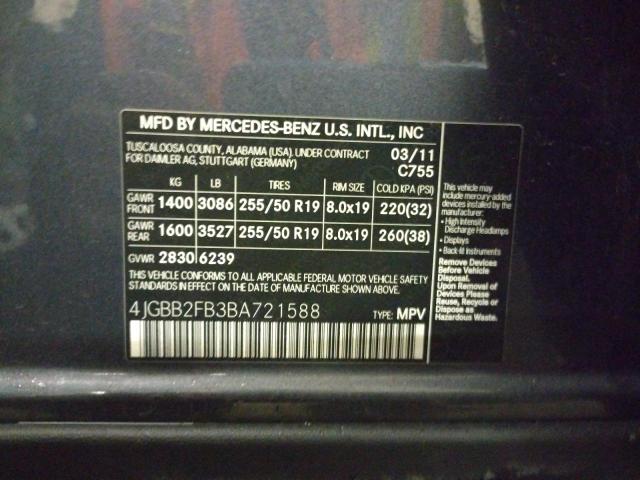 MFD BY MERCEDES-BENZ U.S. INTL., INC
TUSCALOOSA COUNTY, ALABAMA (USA). UNDER CONTRACT
FOR DAIMLER AG, STUTTGART (GERMANY)
03/11
C755
KG LB TIRES RIM SIZE COLD KPA (PSI)
GAWR FRONT 1400 3086 255/50 R19 8.0x19 220(32)
GAWR REAR 1600 3527 255/50 R19 8.0x19 260(38)
GVWR 2830 6239
THIS VEHICLE CONFORMS TO ALL APPLICABLE FEDERAL MOTOR VEHICLE SAFETY
STANDARDS IN EFFECT ON THE DATE OF MANUFACTURE SHOWN ABOVE.
4JGBB2FB3BA721588 TYPE: MPV
This vehicle may
include mercury-added
devices installed by the
manufacturer:
• High Intensity
Discharge Headlamps
• Displays
• Back-lit Instruments
Remove Devices
Before Vehicle
Disposal.
Upon Removal of
Devices Please
Reuse, Recycle or
Dispose as
Hazardous Waste.